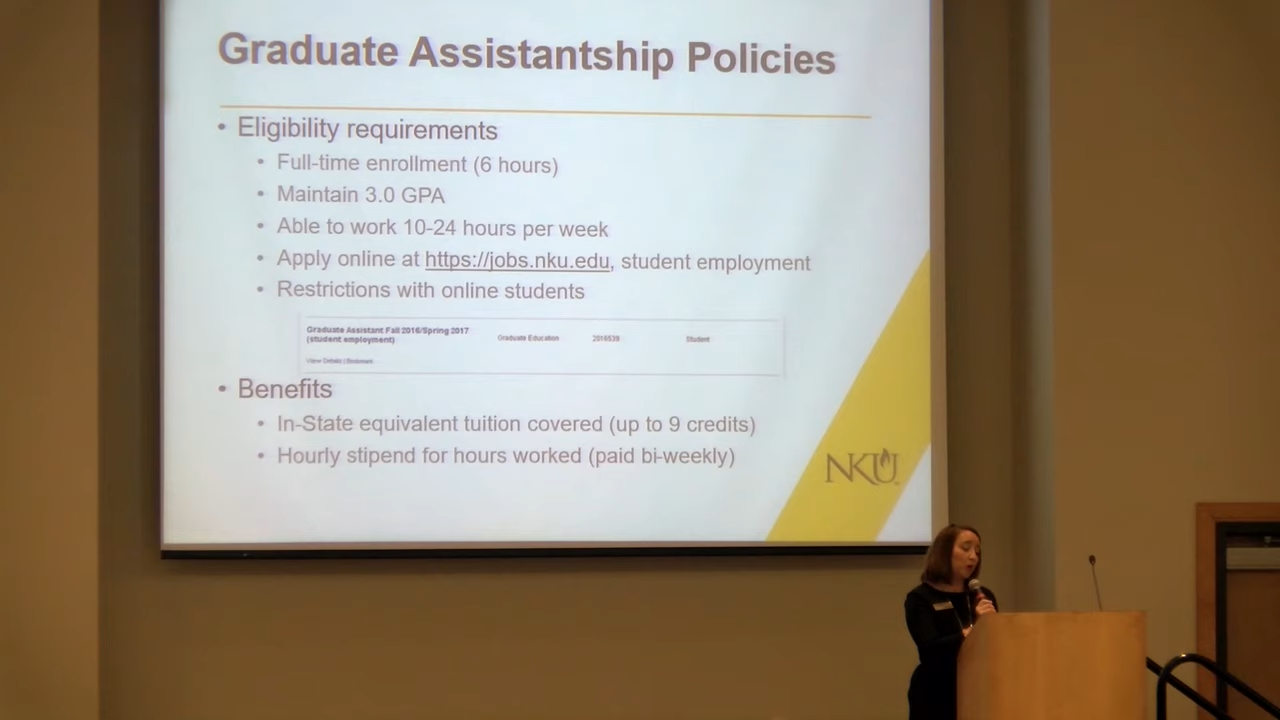 Graduate Assistantship Policies
• Eligibility requirements
• Full-time enrollment (6 hours)
• Maintain 3.0 GPA
• Able to work 10-24 hours per week
• Apply online at https://jobs.nku.edu, student employment
• Restrictions with online students
Graduate Assistant Fall 2016/Spring 2017
(student employment)
Graduate Education
2016539
Student
View Details | Bookmark
• Benefits
• In-State equivalent tuition covered (up to 9 credits)
• Hourly stipend for hours worked (paid bi-weekly)
NKU